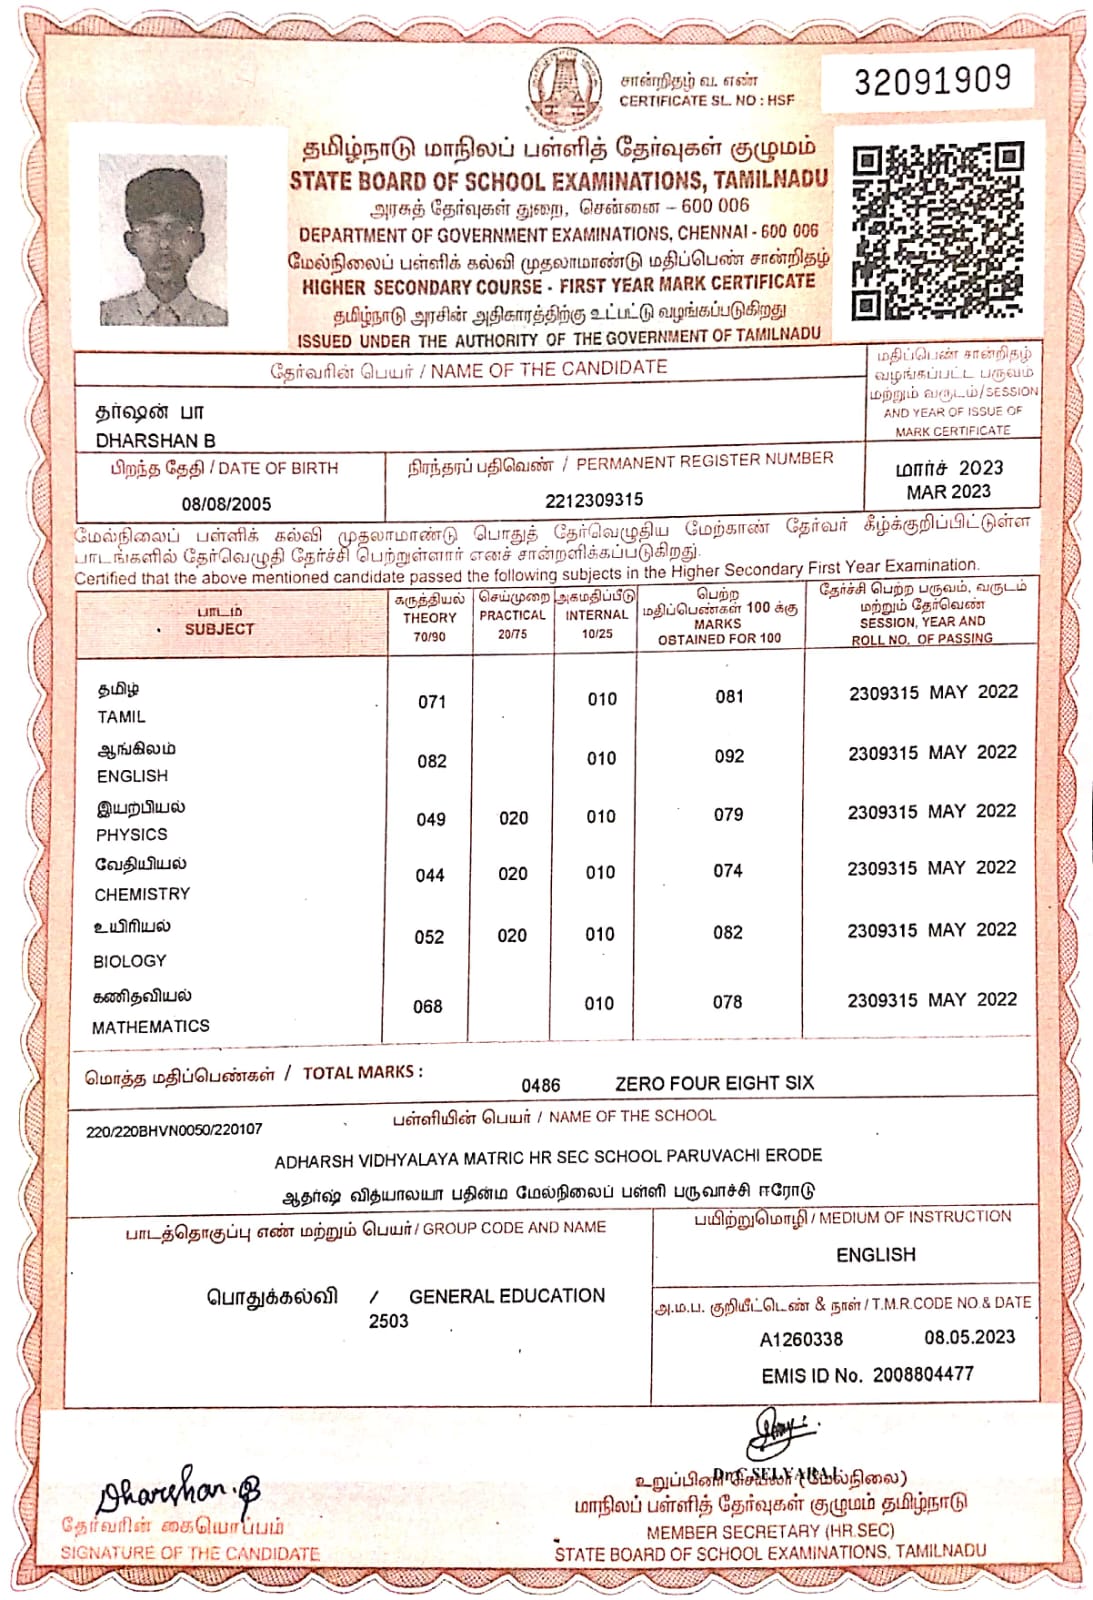 சான்றிதழ் வ. எண்
CERTIFICATE SL. NO : HSF
32091909
தமிழ்நாடு மாநிலப் பள்ளித் தேர்வுகள் குழுமம்
STATE BOARD OF SCHOOL EXAMINATIONS, TAMILNADU
அரசுத் தேர்வுகள் துறை, சென்னை – 600 006
DEPARTMENT OF GOVERNMENT EXAMINATIONS, CHENNAI - 600 006
மேல்நிலைப் பள்ளிக் கல்வி முதலாமாண்டு மதிப்பெண் சான்றிதழ்
HIGHER SECONDARY COURSE - FIRST YEAR MARK CERTIFICATE
தமிழ்நாடு அரசின் அதிகாரத்திற்கு உட்பட்டு வழங்கப்படுகிறது
ISSUED UNDER THE AUTHORITY OF THE GOVERNMENT OF TAMILNADU
தேர்வரின் பெயர் / NAME OF THE CANDIDATE
மதிப்பெண் சான்றிதழ்
வழங்கப்பட்ட பருவம்
மற்றும் வருடம்/SESSION
AND YEAR OF ISSUE OF
MARK CERTIFICATE
தர்ஷன் பா
DHARSHAN B
பிறந்த தேதி / DATE OF BIRTH
நிரந்தரப் பதிவெண் / PERMANENT REGISTER NUMBER
மார்ச் 2023
MAR 2023
08/08/2005
2212309315
மேல்நிலைப் பள்ளிக் கல்வி முதலாமாண்டு பொதுத் தேர்வெழுதிய மேற்காண் தேர்வர் கீழ்க்குறிப்பிட்டுள்ள
பாடங்களில் தேர்வெழுதி தேர்ச்சி பெற்றுள்ளார் எனச் சான்றளிக்கப்படுகிறது.
Certified that the above mentioned candidate passed the following subjects in the Higher Secondary First Year Examination.
பாடம்
SUBJECT
கருத்தியல்
THEORY
70/90
செய்முறை
PRACTICAL
20/75
அகமதிப்பீடு
INTERNAL
10/25
பெற்ற
மதிப்பெண்கள் 100 க்கு
MARKS
OBTAINED FOR 100
தேர்ச்சி பெற்ற பருவம், வருடம்
மற்றும் தேர்வெண்
SESSION, YEAR AND
ROLL NO. OF PASSING
தமிழ்
TAMIL
071 010 081 2309315 MAY 2022
ஆங்கிலம்
ENGLISH
082 010 092 2309315 MAY 2022
இயற்பியல்
PHYSICS
049 020 010 079 2309315 MAY 2022
வேதியியல்
CHEMISTRY
044 020 010 074 2309315 MAY 2022
உயிரியல்
BIOLOGY
052 020 010 082 2309315 MAY 2022
கணிதவியல்
MATHEMATICS
068 010 078 2309315 MAY 2022
மொத்த மதிப்பெண்கள் / TOTAL MARKS :
0486 ZERO FOUR EIGHT SIX
பள்ளியின் பெயர் / NAME OF THE SCHOOL
220/220BHVN0050/220107
ADHARSH VIDHYALAYA MATRIC HR SEC SCHOOL PARUVACHI ERODE
ஆதர்ஷ் வித்யாலயா பதின்ம மேல்நிலைப் பள்ளி பருவாச்சி ஈரோடு
பாடத்தொகுப்பு எண் மற்றும் பெயர்/ GROUP CODE AND NAME
பயிற்றுமொழி / MEDIUM OF INSTRUCTION
ENGLISH
பொதுக்கல்வி / GENERAL EDUCATION
2503
அ.ம.ப. குறியீட்டெண் & நாள் / T.M.R.CODE NO.& DATE
A1260338 08.05.2023
EMIS ID No. 2008804477
Dharshan.B
தேர்வரின் கையொப்பம்
SIGNATURE OF THE CANDIDATE
Dr. C SELVARAJ
உறுப்பினர் செயலர் (மேல்நிலை)
மாநிலப் பள்ளித் தேர்வுகள் குழுமம் தமிழ்நாடு
MEMBER SECRETARY (HR.SEC)
STATE BOARD OF SCHOOL EXAMINATIONS, TAMILNADU